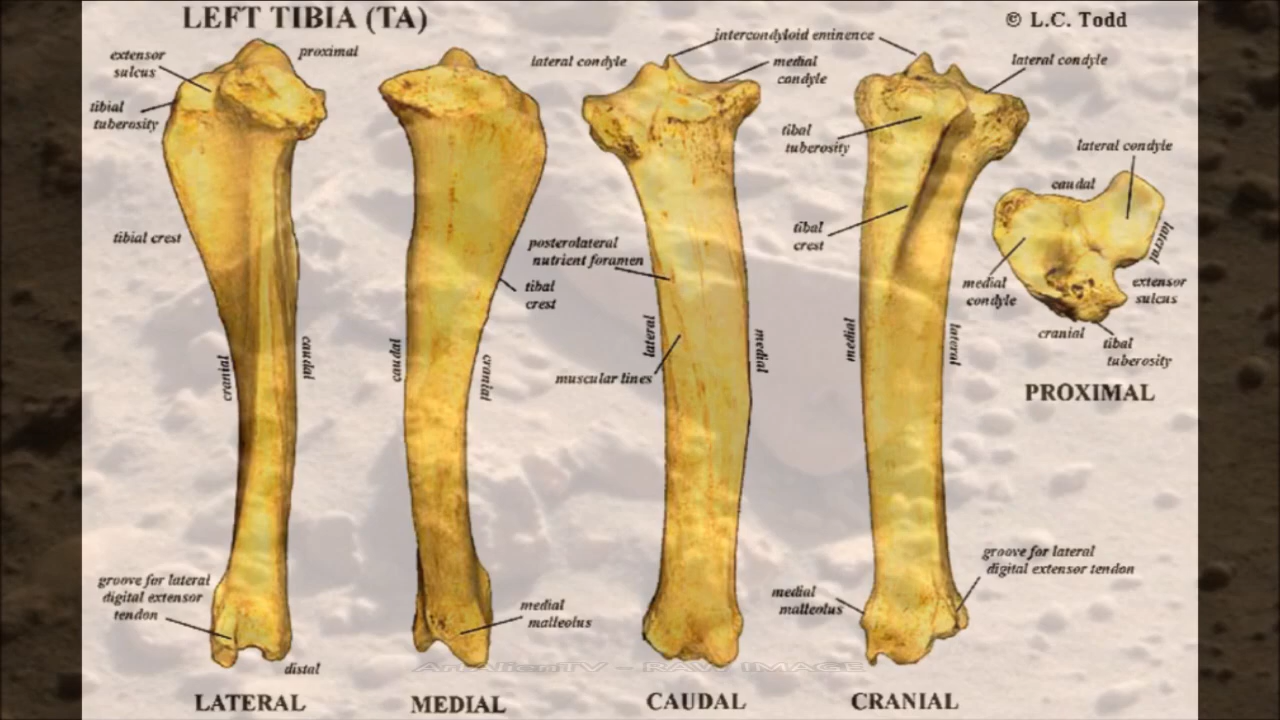 LEFT TIBIA (TA)
© L.C. Todd
extensor
sulcus
proximal
tibial
tuberosity
tibial crest
cranial
caudal
groove for lateral
digital extensor
tendon
distal
LATERAL
caudal
cranial
tibal
crest
medial
malleolus
MEDIAL
lateral condyle
intercondyloid eminence
medial
condyle
posterolateral
nutrient foramen
lateral
medial
muscular lines
CAUDAL
lateral condyle
tibal
tuberosity
tibal
crest
medial
lateral
medial
malleolus
groove for lateral
digital extensor tendon
CRANIAL
lateral condyle
caudal
lateral
medial
condyle
extensor
sulcus
cranial
tibal
tuberosity
PROXIMAL
ArtAlienTV – RAW IMAGE